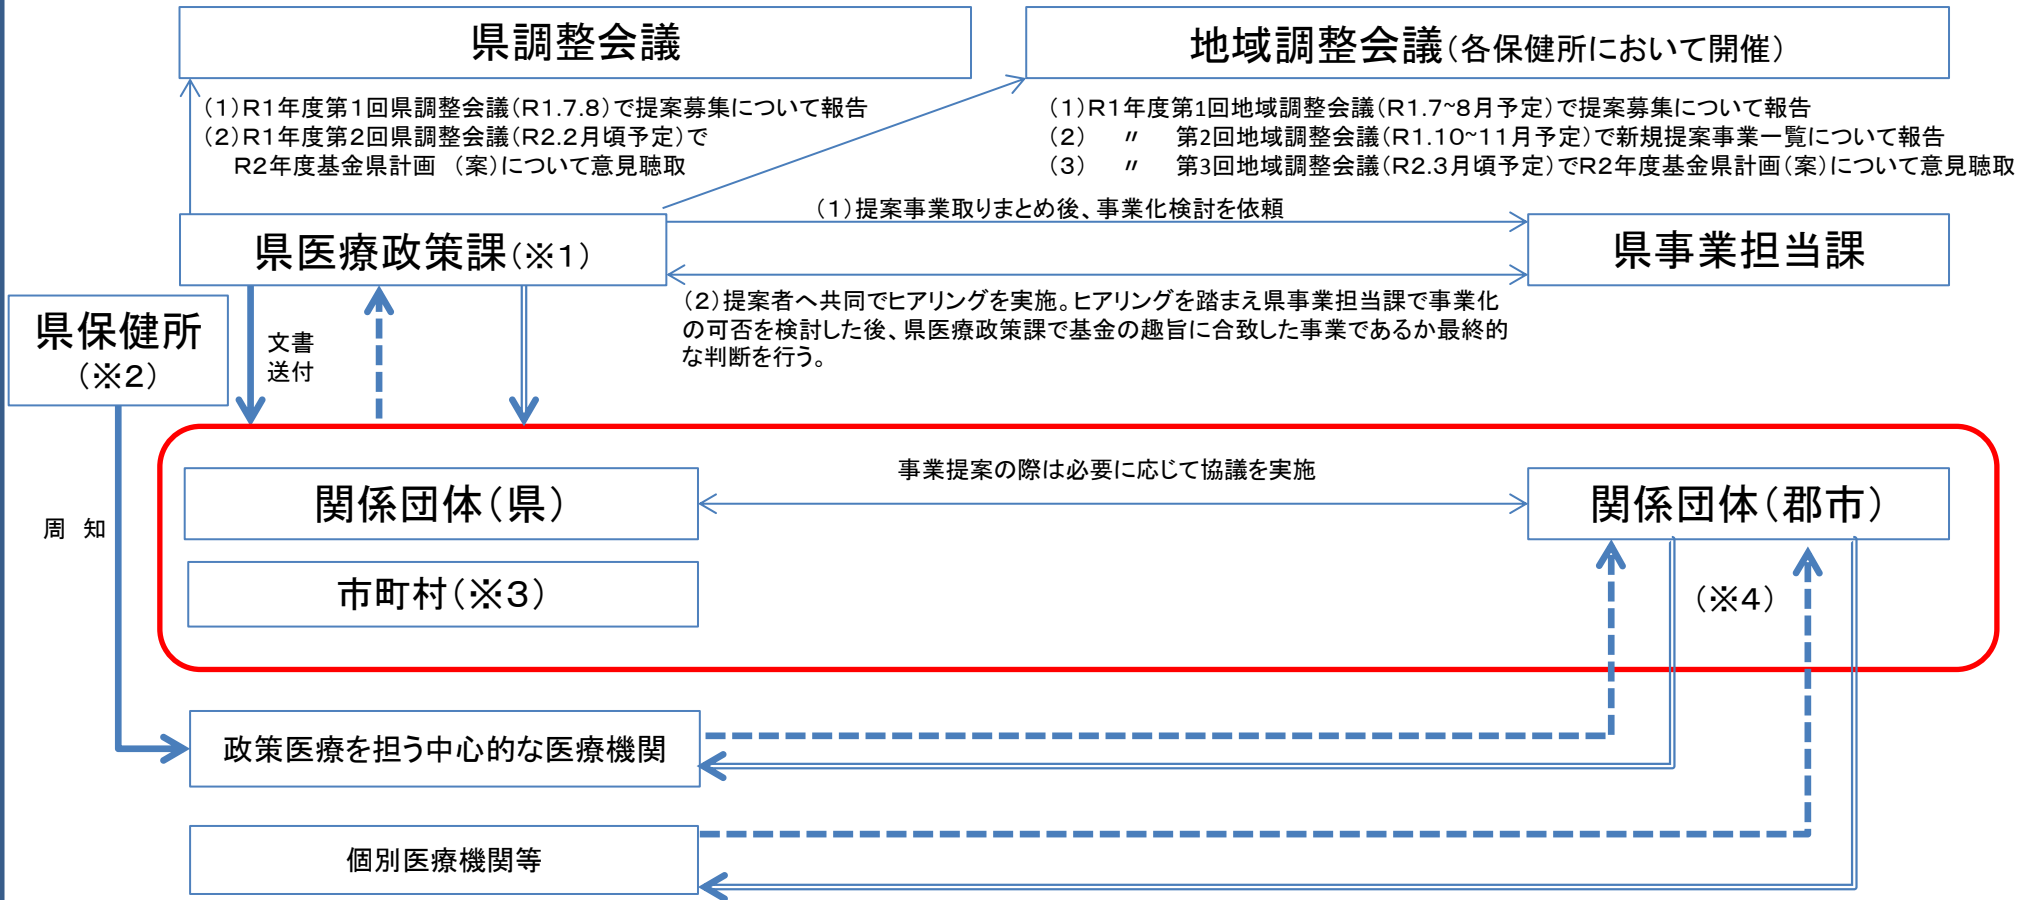 県調整会議
地域調整会議(各保健所において開催)
(1)R1年度第1回県調整会議(R1.7.8)で提案募集について報告
(2)R1年度第2回県調整会議(R2.2月頃予定)で
R2年度基金県計画 (案)について意見聴取
(1)R1年度第1回地域調整会議(R1.7~8月予定)で提案募集について報告
(2) 〃 第2回地域調整会議(R1.10~11月予定)で新規提案事業一覧について報告
(3) 〃 第3回地域調整会議(R2.3月頃予定)でR2年度基金県計画(案)について意見聴取
(1)提案事業取りまとめ後、事業化検討を依頼
県医療政策課(※1)
県事業担当課
(2)提案者へ共同でヒアリングを実施。ヒアリングを踏まえ県事業担当課で事業化
の可否を検討した後、県医療政策課で基金の趣旨に合致した事業であるか最終的
な判断を行う。
県保健所
(※2)
文書
送付
事業提案の際は必要に応じて協議を実施
関係団体(県)
関係団体(郡市)
周 知
市町村(※3)
(※4)
政策医療を担う中心的な医療機関
個別医療機関等